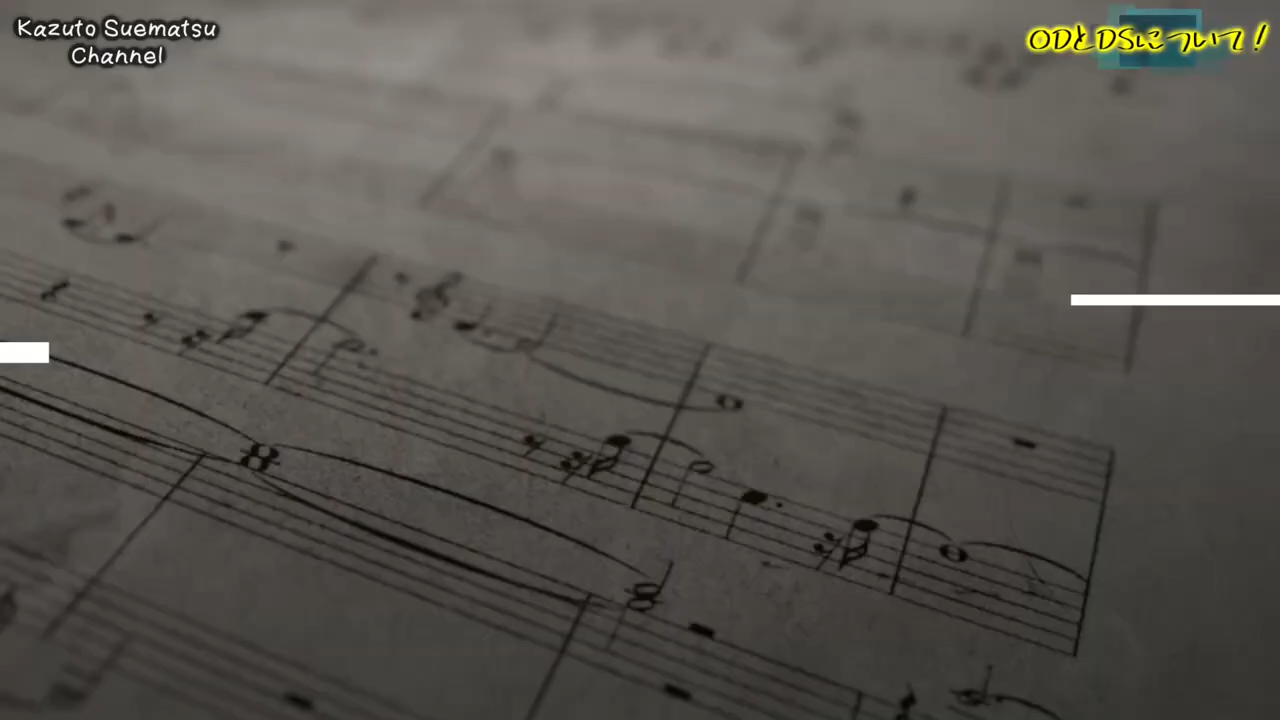 Kazuto Suematsu
Channel
ODとDSについて！